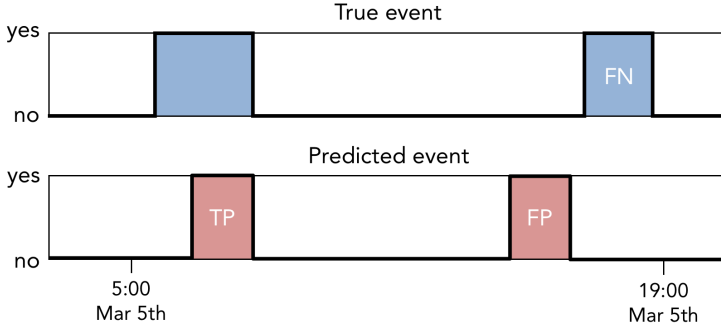 True event
yes
FN
no
Predicted event
yes
TP FP
no
5:00 19:00
Mar 5th Mar 5th